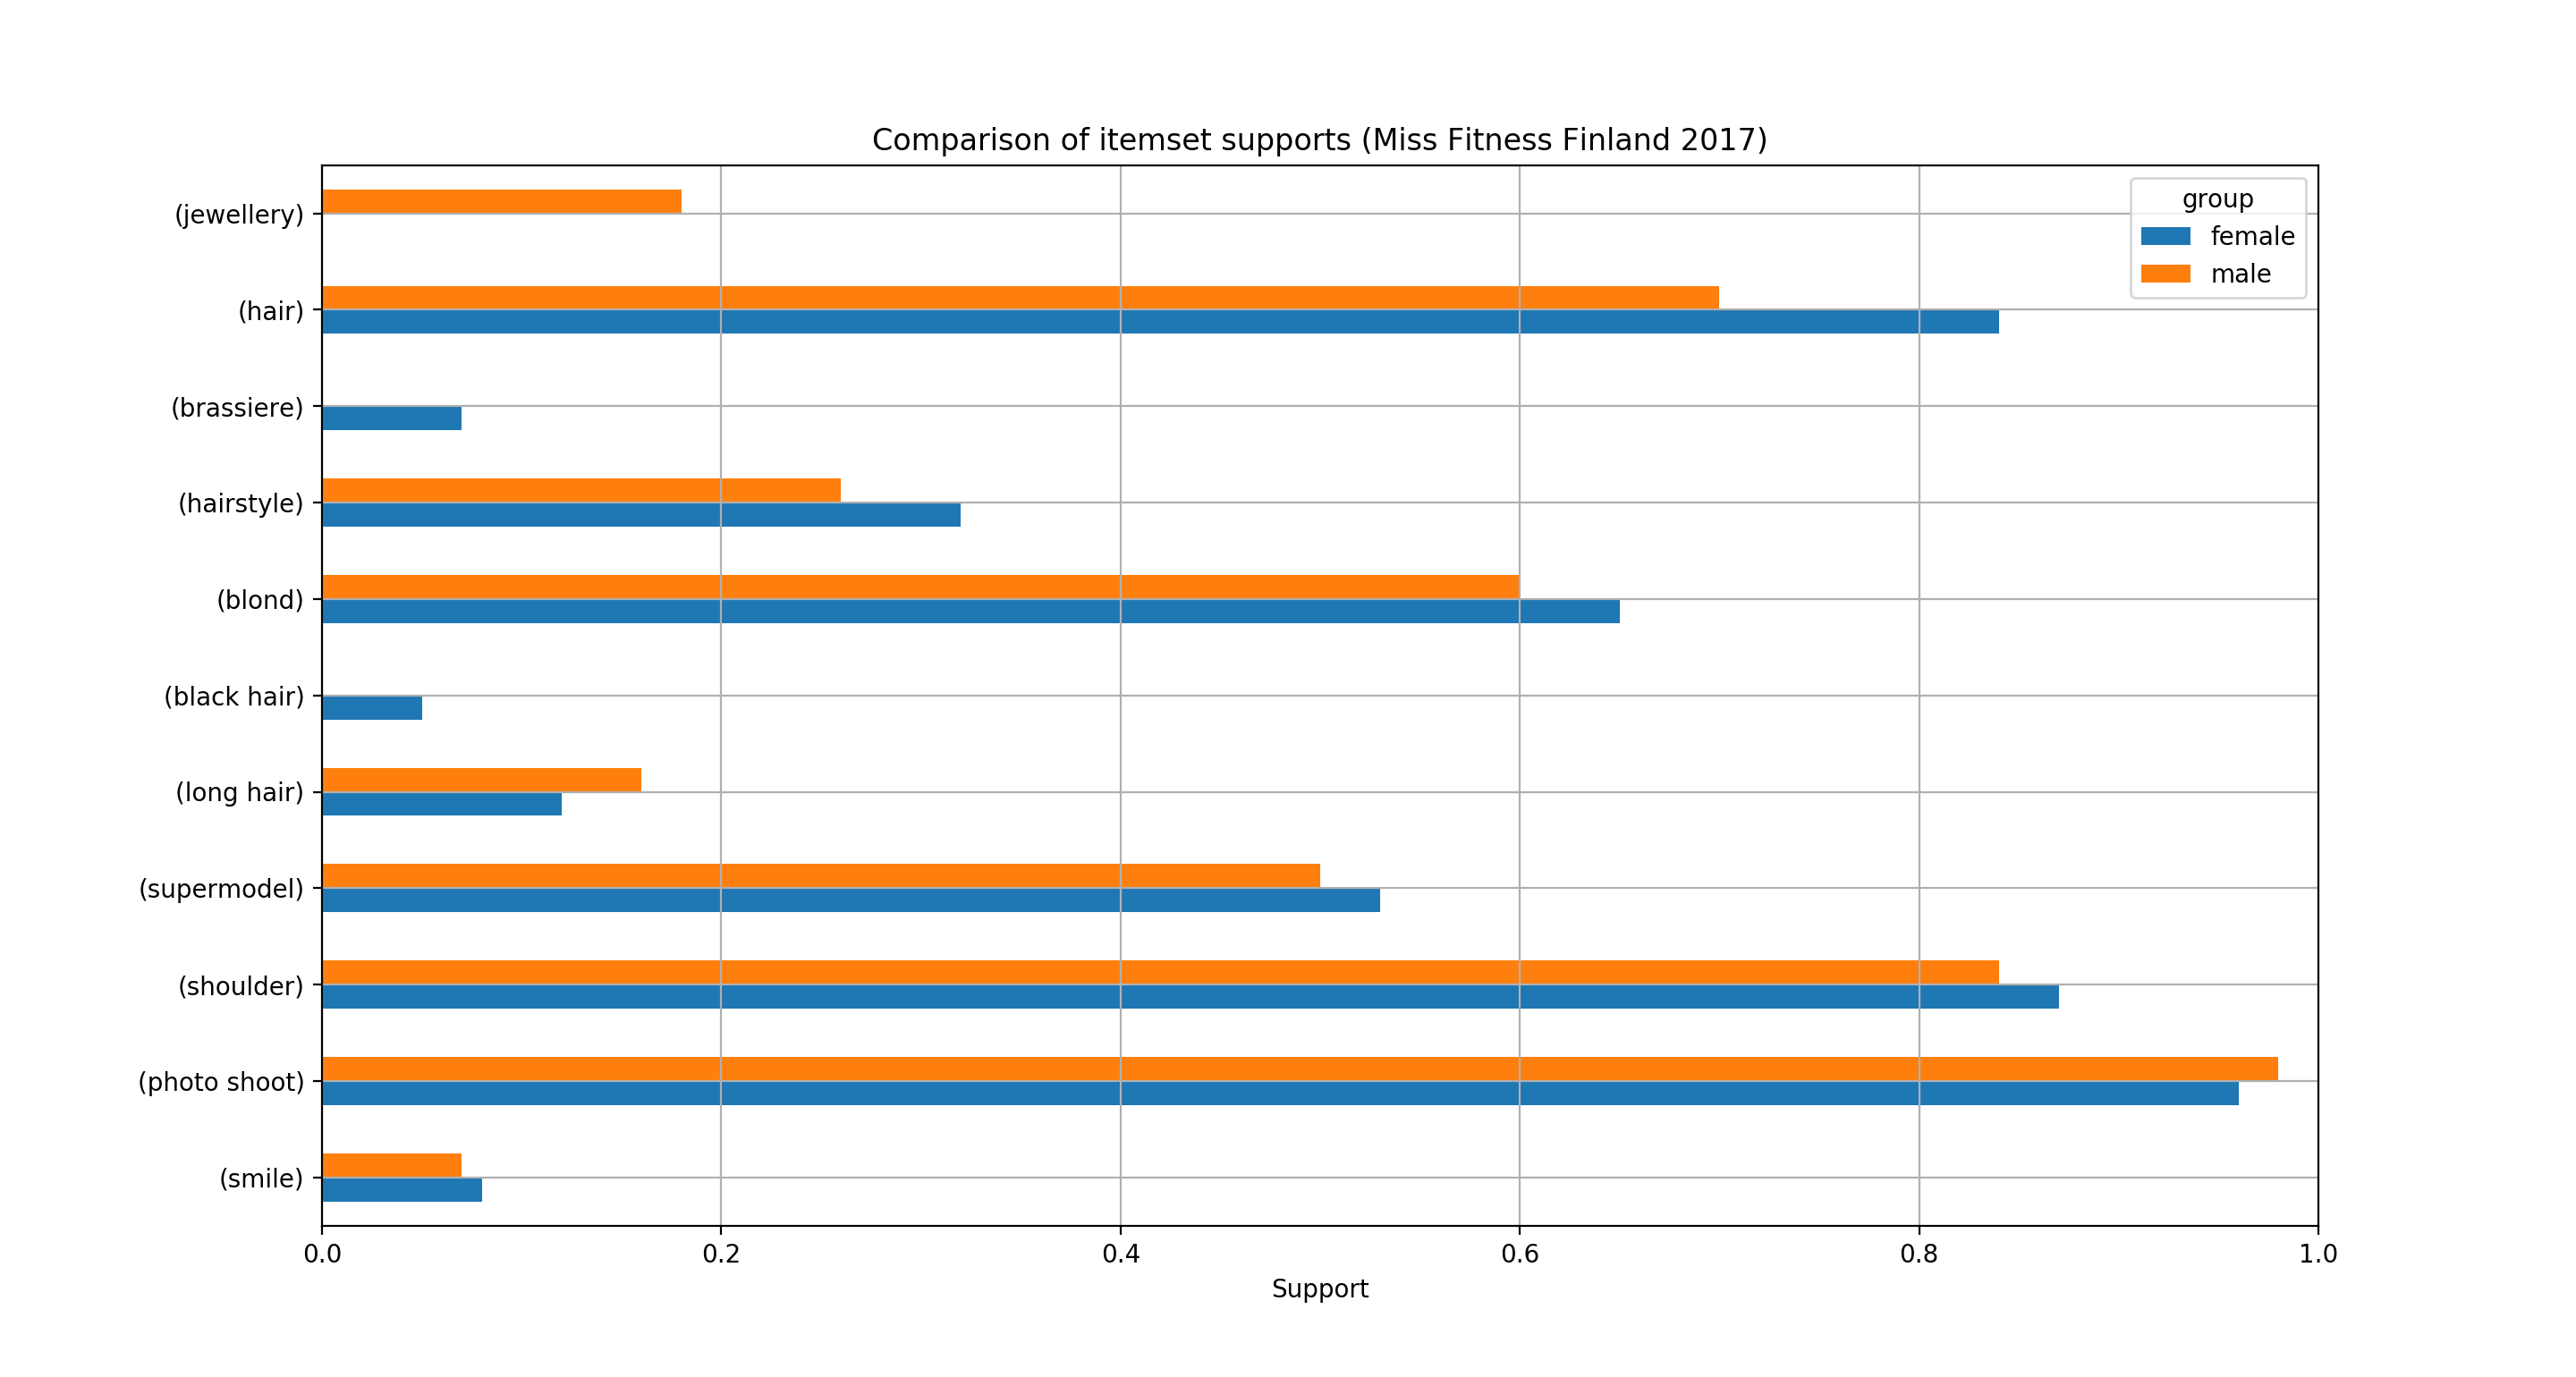 Comparison of itemset supports (Miss Fitness Finland 2017)
group
female
male
(jewellery)
(hair)
(brassiere)
(hairstyle)
(blond)
(black hair)
(long hair)
(supermodel)
(shoulder)
(photo shoot)
(smile)
0.0 0.2 0.4 0.6 0.8 1.0
Support